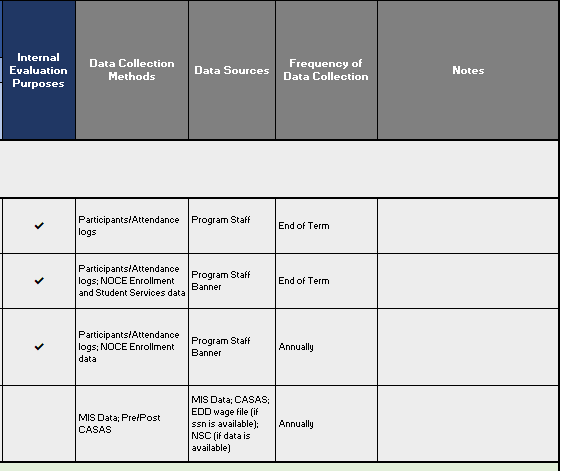 Internal
Evaluation
Purposes
Data Collection
Methods
Data Sources
Frequency of
Data Collection
Notes
✓
Participants/Attendance
logs
Program Staff
End of Term
✓
Participants/Attendance
logs; NOCE Enrollment
and Student Services data
Program Staff
Banner
End of Term
✓
Participants/Attendance
logs; NOCE Enrollment
data
Program Staff
Banner
Annually
MIS Data; Pre/Post
CASAS
MIS Data; CASAS;
EDD wage file (if
ssn is available);
NSC (if data is
available)
Annually